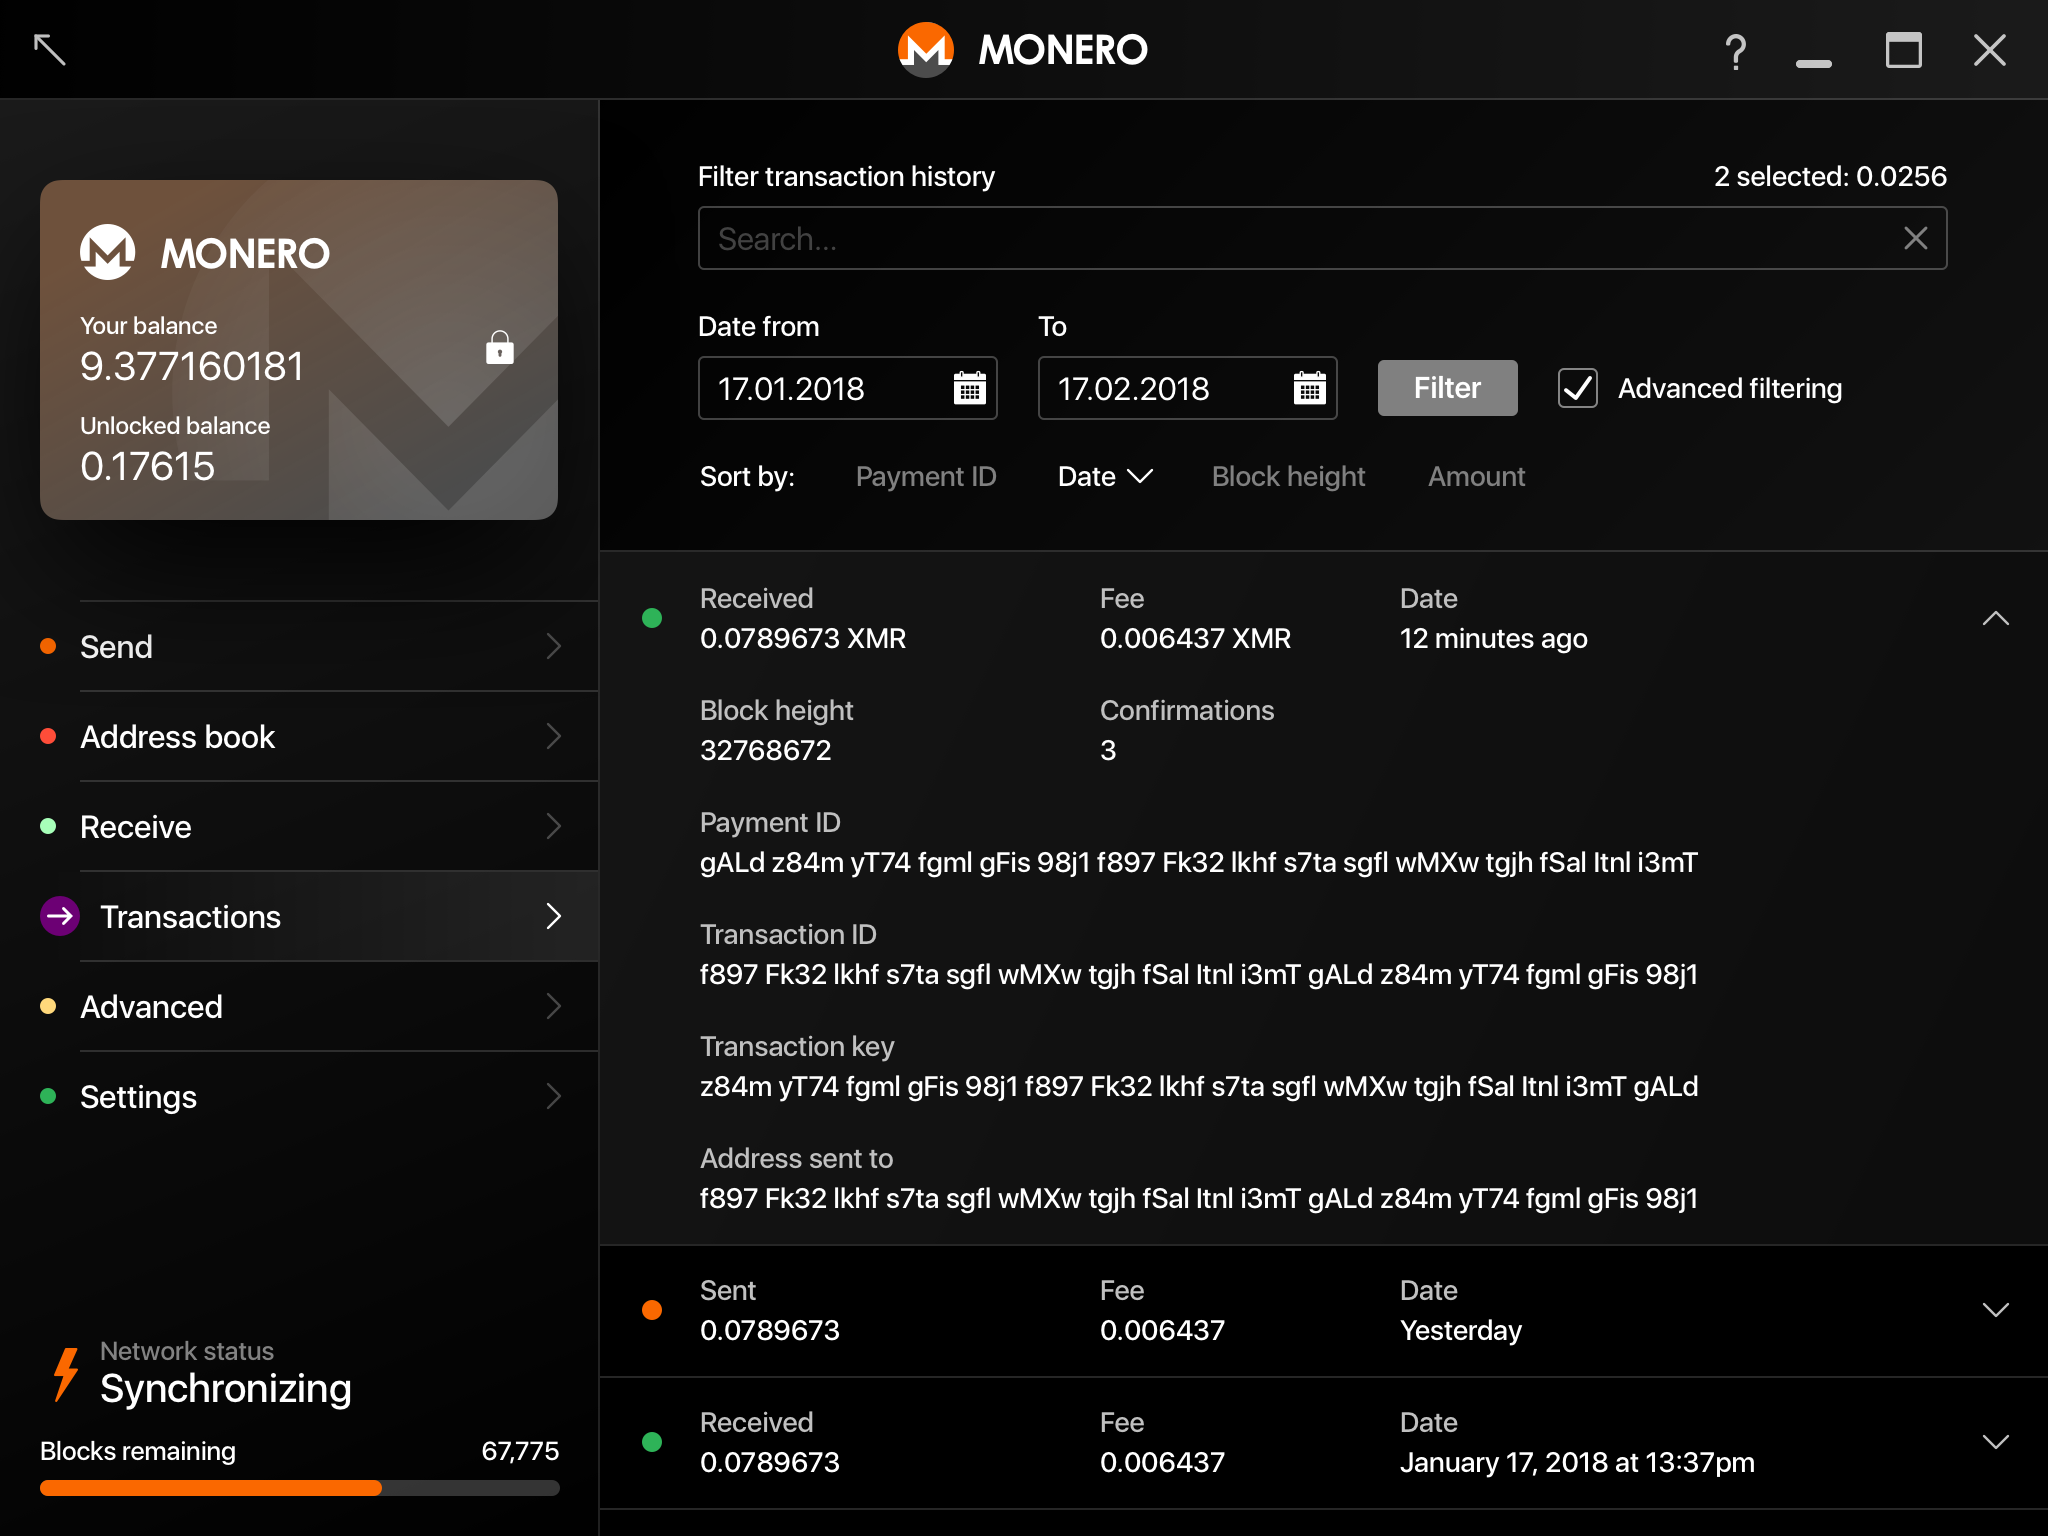 MONERO
MONERO
Your balance
9.377160181
Unlocked balance
0.17615
Send
Address book
Receive
Transactions
Advanced
Settings
Network status
Synchronizing
Blocks remaining 67,775
Filter transaction history 2 selected: 0.0256
Search...
Date from To
17.01.2018 17.02.2018 Filter Advanced filtering
Sort by: Payment ID Date Block height Amount
Received Fee Date
0.0789673 XMR 0.006437 XMR 12 minutes ago
Block height Confirmations
32768672 3
Payment ID
gALd z84m yT74 fgml gFis 98j1 f897 Fk32 lkhf s7ta sgfl wMXw tgjh fSal ltnl i3mT
Transaction ID
f897 Fk32 lkhf s7ta sgfl wMXw tgjh fSal ltnl i3mT gALd z84m yT74 fgml gFis 98j1
Transaction key
z84m yT74 fgml gFis 98j1 f897 Fk32 lkhf s7ta sgfl wMXw tgjh fSal ltnl i3mT gALd
Address sent to
f897 Fk32 lkhf s7ta sgfl wMXw tgjh fSal ltnl i3mT gALd z84m yT74 fgml gFis 98j1
Sent Fee Date
0.0789673 0.006437 Yesterday
Received Fee Date
0.0789673 0.006437 January 17, 2018 at 13:37pm